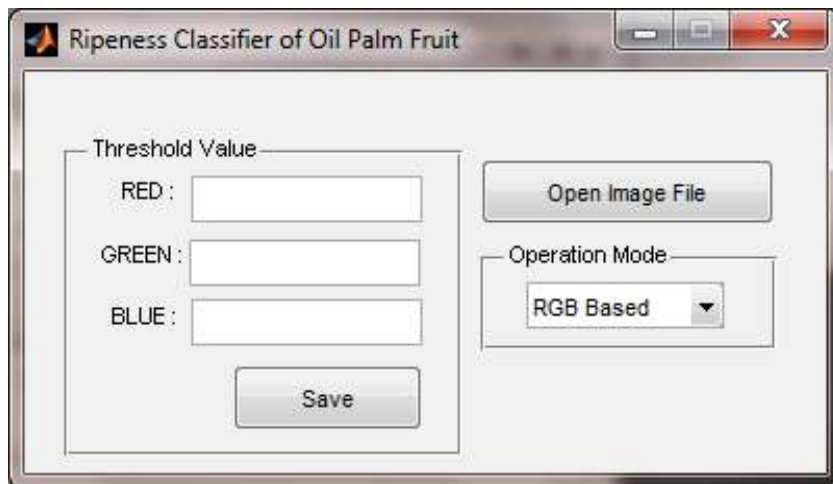 Ripeness Classifier of Oil Palm Fruit
Threshold Value
RED :
GREEN :
BLUE :
Save
Open Image File
Operation Mode
RGB Based